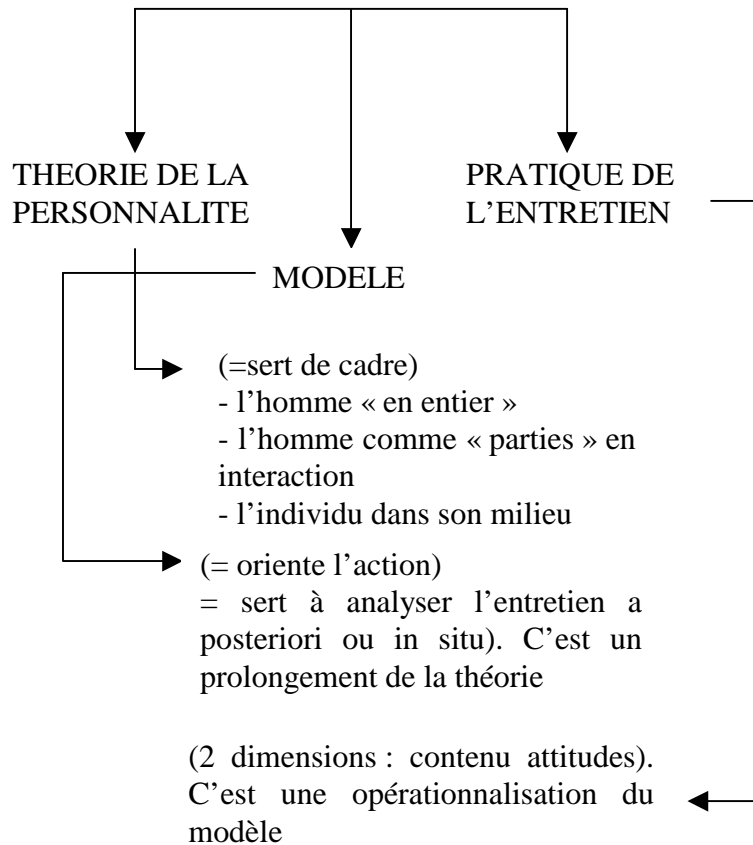 THEORIE DE LA
PERSONNALITE
PRATIQUE DE
L’ENTRETIEN
MODELE
(=sert de cadre)
- l’homme « en entier »
- l’homme comme « parties » en
interaction
- l’individu dans son milieu
(= oriente l’action)
= sert à analyser l’entretien a
posteriori ou in situ). C’est un
prolongement de la théorie
(2 dimensions : contenu attitudes).
C’est une opérationnalisation du
modèle